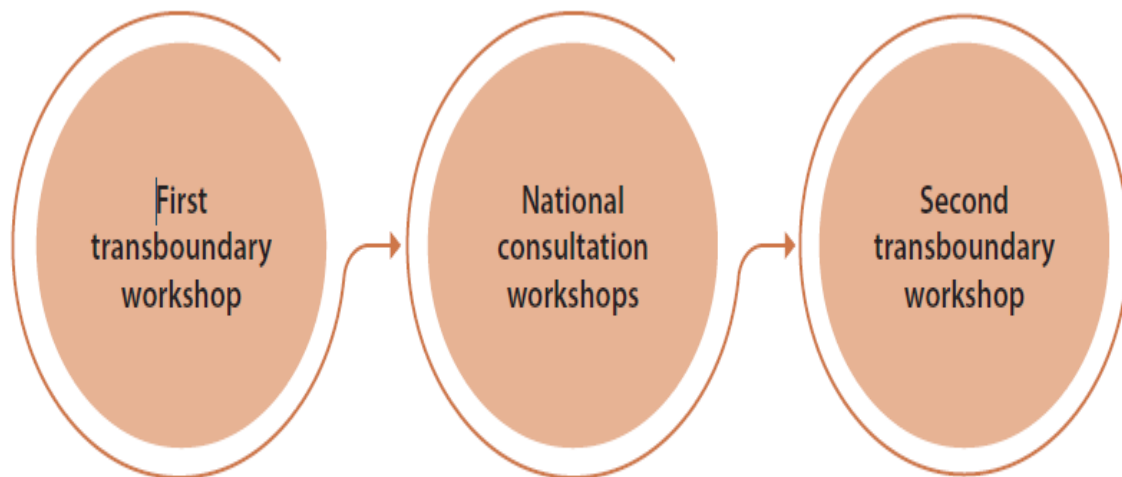 First
transboundary
workshop
National
consultation
workshops
Second
transboundary
workshop